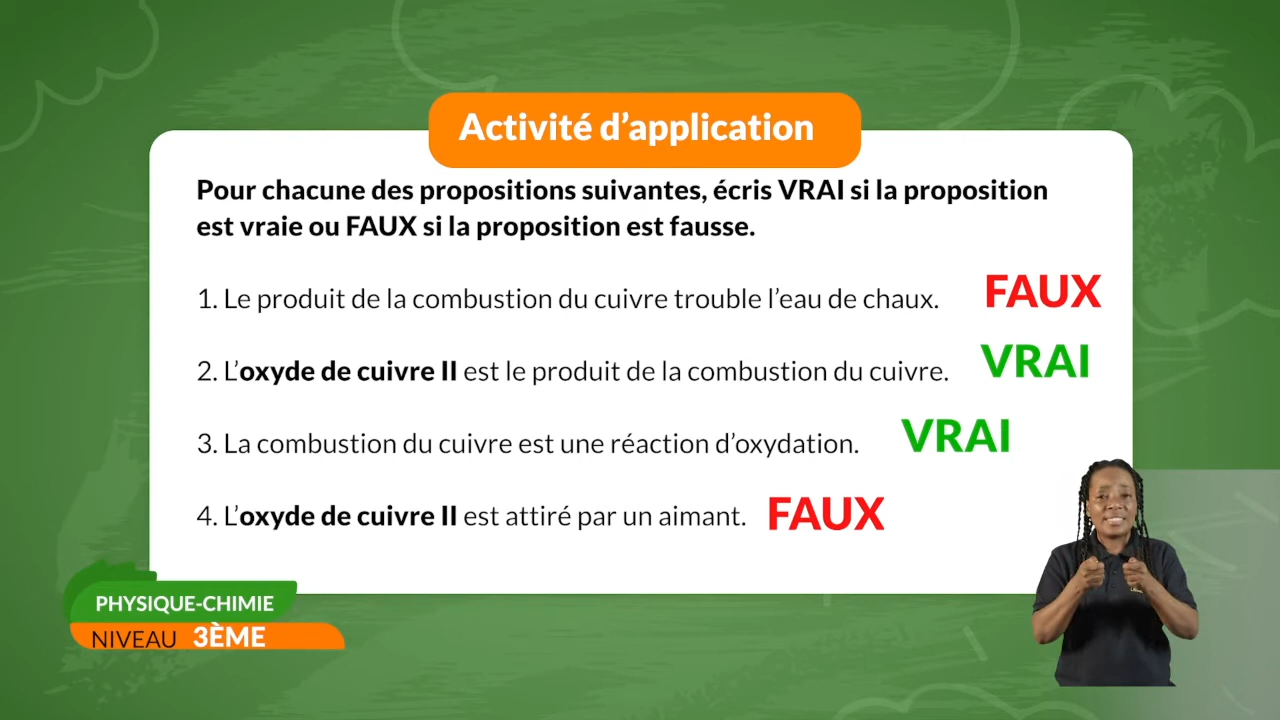 Activité d’application
Pour chacune des propositions suivantes, écris VRAI si la proposition
est vraie ou FAUX si la proposition est fausse.
1. Le produit de la combustion du cuivre trouble l’eau de chaux. FAUX
2. L’oxyde de cuivre II est le produit de la combustion du cuivre. VRAI
3. La combustion du cuivre est une réaction d’oxydation. VRAI
4. L’oxyde de cuivre II est attiré par un aimant. FAUX
PHYSIQUE-CHIMIE
NIVEAU 3ÈME